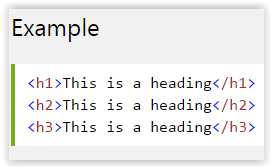 Example
<h1>This is a heading</h1>
<h2>This is a heading</h2>
<h3>This is a heading</h3>